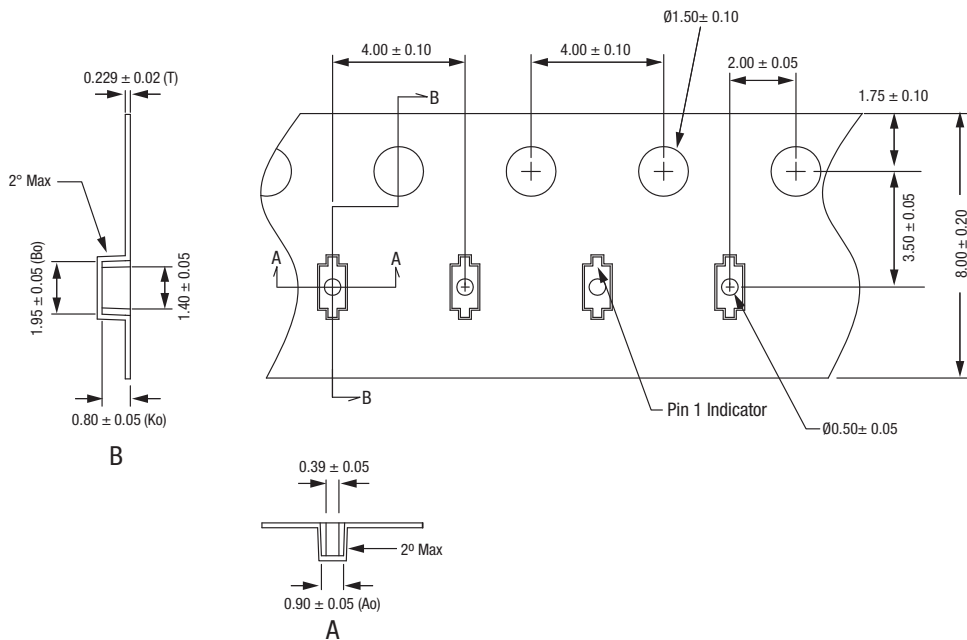 Ø1.50± 0.10
4.00 ± 0.10
4.00 ± 0.10
2.00 ± 0.05
0.229 ± 0.02 (T)
1.75 ± 0.10
B
2° Max
3.50 ± 0.05
8.00 ± 0.20
A
A
1.95 ± 0.05 (Bo)
1.40 ± 0.05
B
Pin 1 Indicator
0.80 ± 0.05 (Ko)
Ø0.50± 0.05
B
0.39 ± 0.05
2º Max
0.90 ± 0.05 (Ao)
A